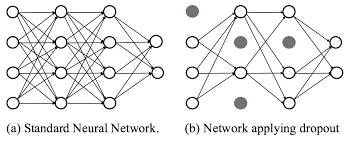 (a) Standard Neural Network.
(b) Network applying dropout